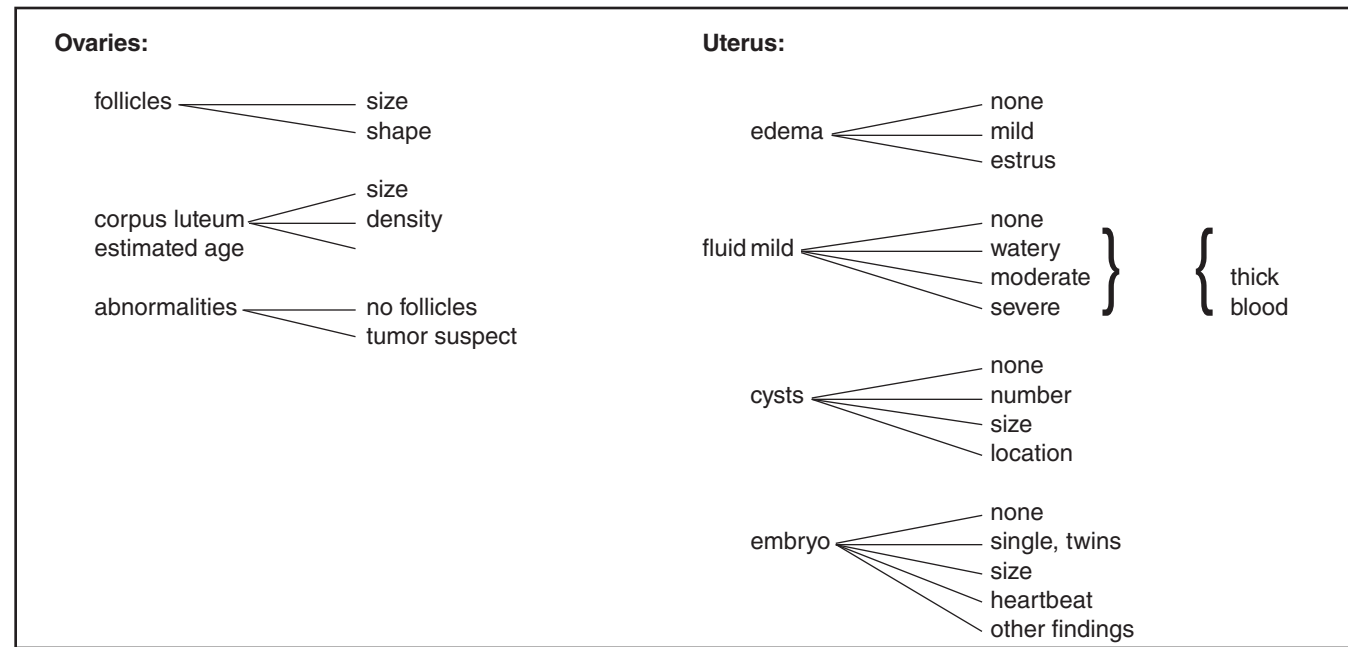 Ovaries:
follicles
size
shape
corpus luteum
estimated age
size
density
abnormalities
no follicles
tumor suspect
Uterus:
edema
none
mild
estrus
fluid mild
none
watery
moderate
severe
} {
thick
blood
cysts
none
number
size
location
embryo
none
single, twins
size
heartbeat
other findings